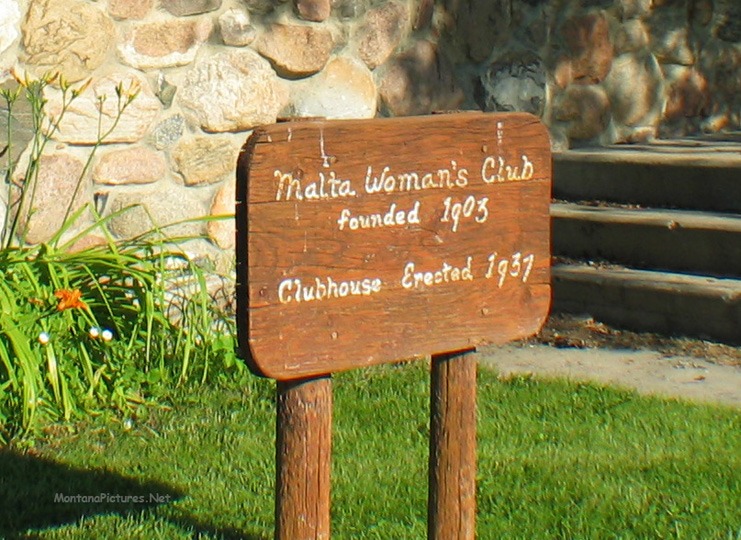 Malta Woman's Club
founded 1903
Clubhouse Erected 1937
MontanaPictures.Net